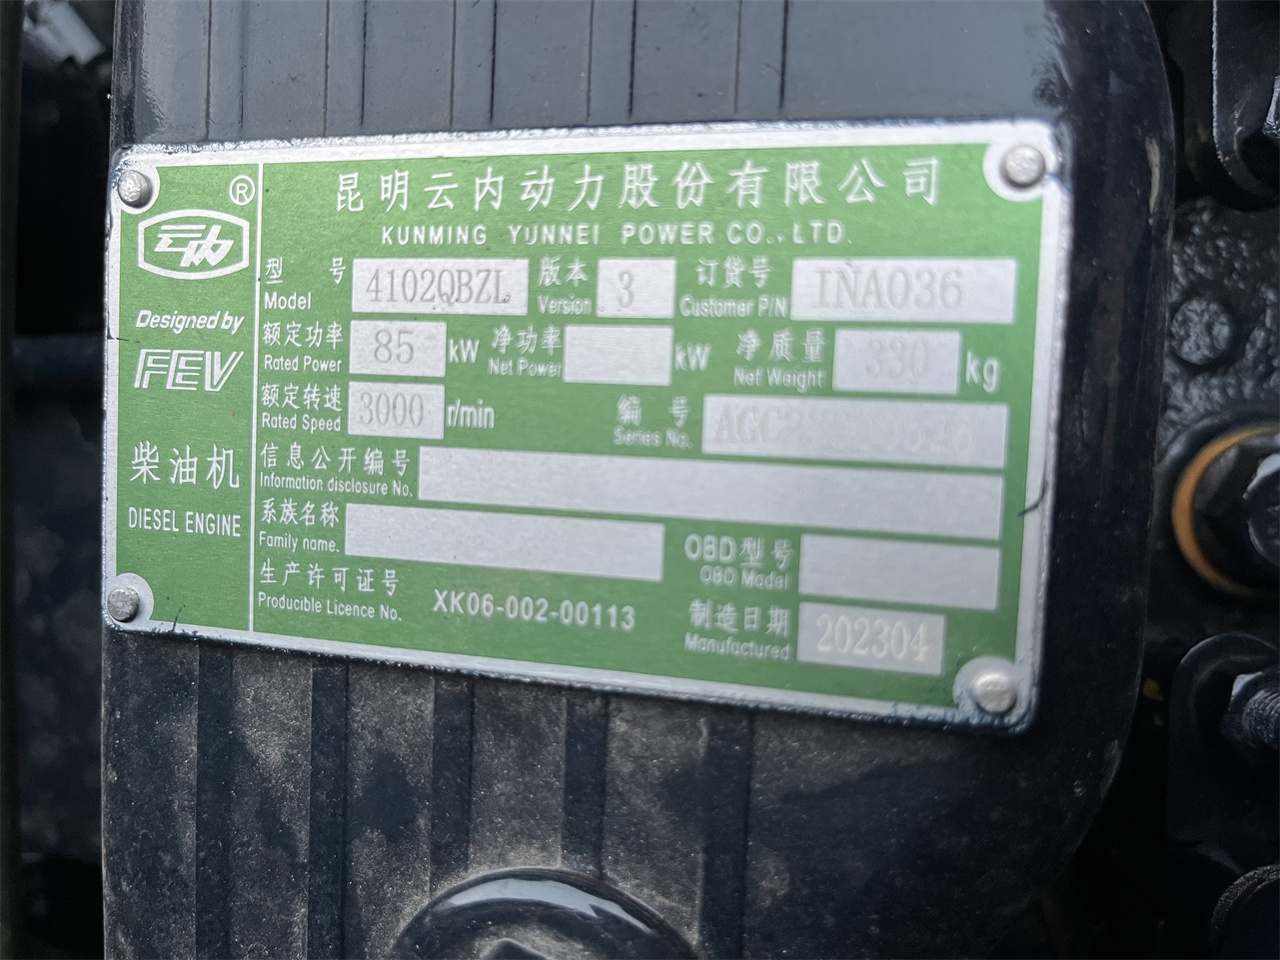 ®
云内
Designed by
FEV
柴油机
DIESEL ENGINE
昆明云内动力股份有限公司
KUNMING YUNNEI POWER CO.,LTD.
型 号 4102QBZL 版本 3 订货号 INA036
Model Version Customer P/N
额定功率 85 kW 净功率 kW 净质量 330 kg
Rated Power Net Power Net Weight
额定转速 3000 r/min 编 号
Rated Speed Series No.
信息公开编号
Information disclosure No.
系族名称 OBD型号
Family name. OBD Model
生产许可证号 XK06-002-00113 制造日期 202304
Producible Licence No. Manufactured